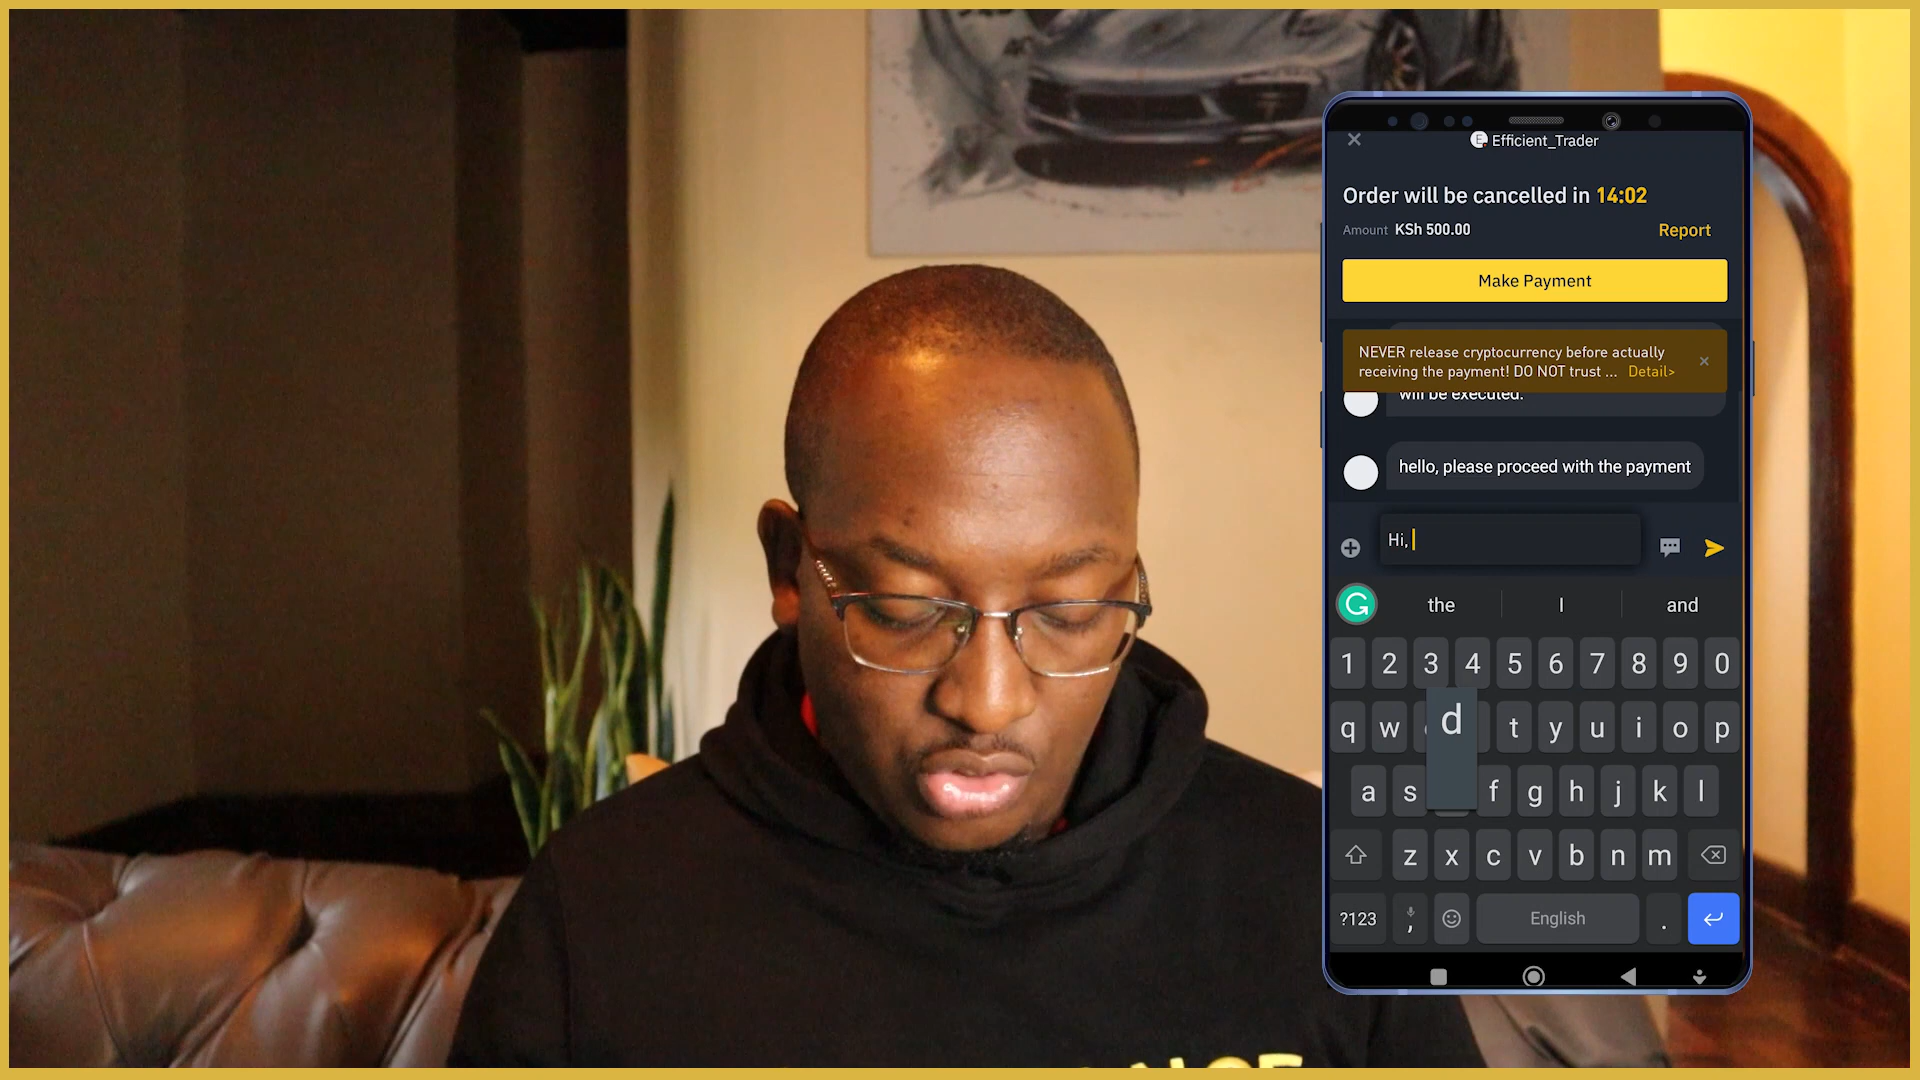 Efficient_Trader
Order will be cancelled in 14:02
Amount KSh 500.00 Report
Make Payment
NEVER release cryptocurrency before actually
receiving the payment! DO NOT trust ... Detail>
will be executed.
hello, please proceed with the payment
Hi,
the I and
1 2 3 4 5 6 7 8 9 0
q w t y u i o p
d
a s f g h j k l
z x c v b n m
?123 , English .